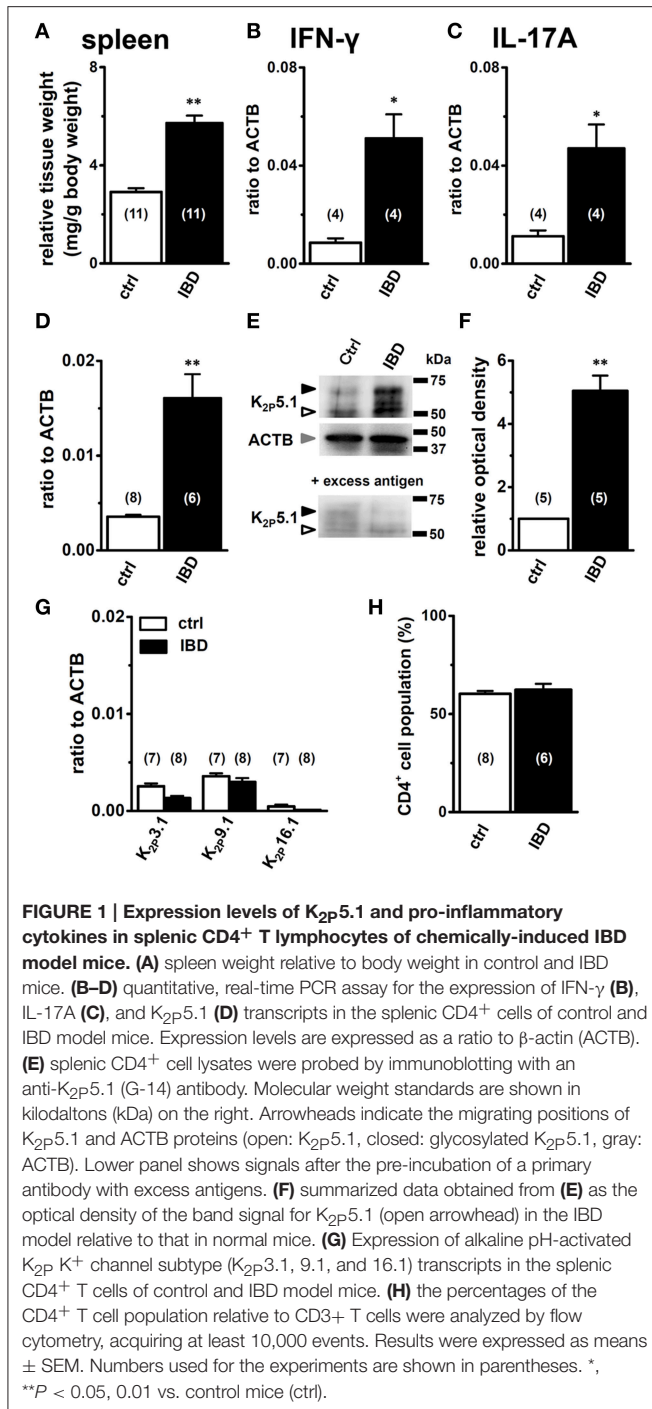 A spleen
relative tissue weight
(mg/g body weight)
8
4
0
**
(11)
(11)
ctrl
IBD
B IFN-γ
ratio to ACTB
0.08
0.04
0.00
*
(4)
(4)
ctrl
IBD
C IL-17A
ratio to ACTB
0.08
0.04
0.00
*
(4)
(4)
ctrl
IBD
D
ratio to ACTB
0.02
0.01
0.00
**
(8)
(6)
ctrl
IBD
E
Ctrl IBD kDa
K2P5.1
75
50
ACTB
50
37
+ excess antigen
K2P5.1
75
50
F
relative optical density
6
4
2
0
**
(5)
(5)
ctrl
IBD
G
ctrl
IBD
ratio to ACTB
0.02
0.01
0.00
(7) (8) (7) (8) (7) (8)
K2P3.1
K2P9.1
K2P16.1
H
CD4+ cell population (%)
100
50
0
(8)
(6)
ctrl
IBD
FIGURE 1 | Expression levels of K2P5.1 and pro-inflammatory
cytokines in splenic CD4+ T lymphocytes of chemically-induced IBD
model mice. (A) spleen weight relative to body weight in control and IBD
mice. (B–D) quantitative, real-time PCR assay for the expression of IFN-γ (B),
IL-17A (C), and K2P5.1 (D) transcripts in the splenic CD4+ cells of control and
IBD model mice. Expression levels are expressed as a ratio to β-actin (ACTB).
(E) splenic CD4+ cell lysates were probed by immunoblotting with an
anti-K2P5.1 (G-14) antibody. Molecular weight standards are shown in
kilodaltons (kDa) on the right. Arrowheads indicate the migrating positions of
K2P5.1 and ACTB proteins (open: K2P5.1, closed: glycosylated K2P5.1, gray:
ACTB). Lower panel shows signals after the pre-incubation of a primary
antibody with excess antigens. (F) summarized data obtained from (E) as the
optical density of the band signal for K2P5.1 (open arrowhead) in the IBD
model relative to that in normal mice. (G) Expression of alkaline pH-activated
K2P K+ channel subtype (K2P3.1, 9.1, and 16.1) transcripts in the splenic
CD4+ T cells of control and IBD model mice. (H) the percentages of the
CD4+ T cell population relative to CD3+ T cells were analyzed by flow
cytometry, acquiring at least 10,000 events. Results were expressed as means
± SEM. Numbers used for the experiments are shown in parentheses. *,
**P < 0.05, 0.01 vs. control mice (ctrl).